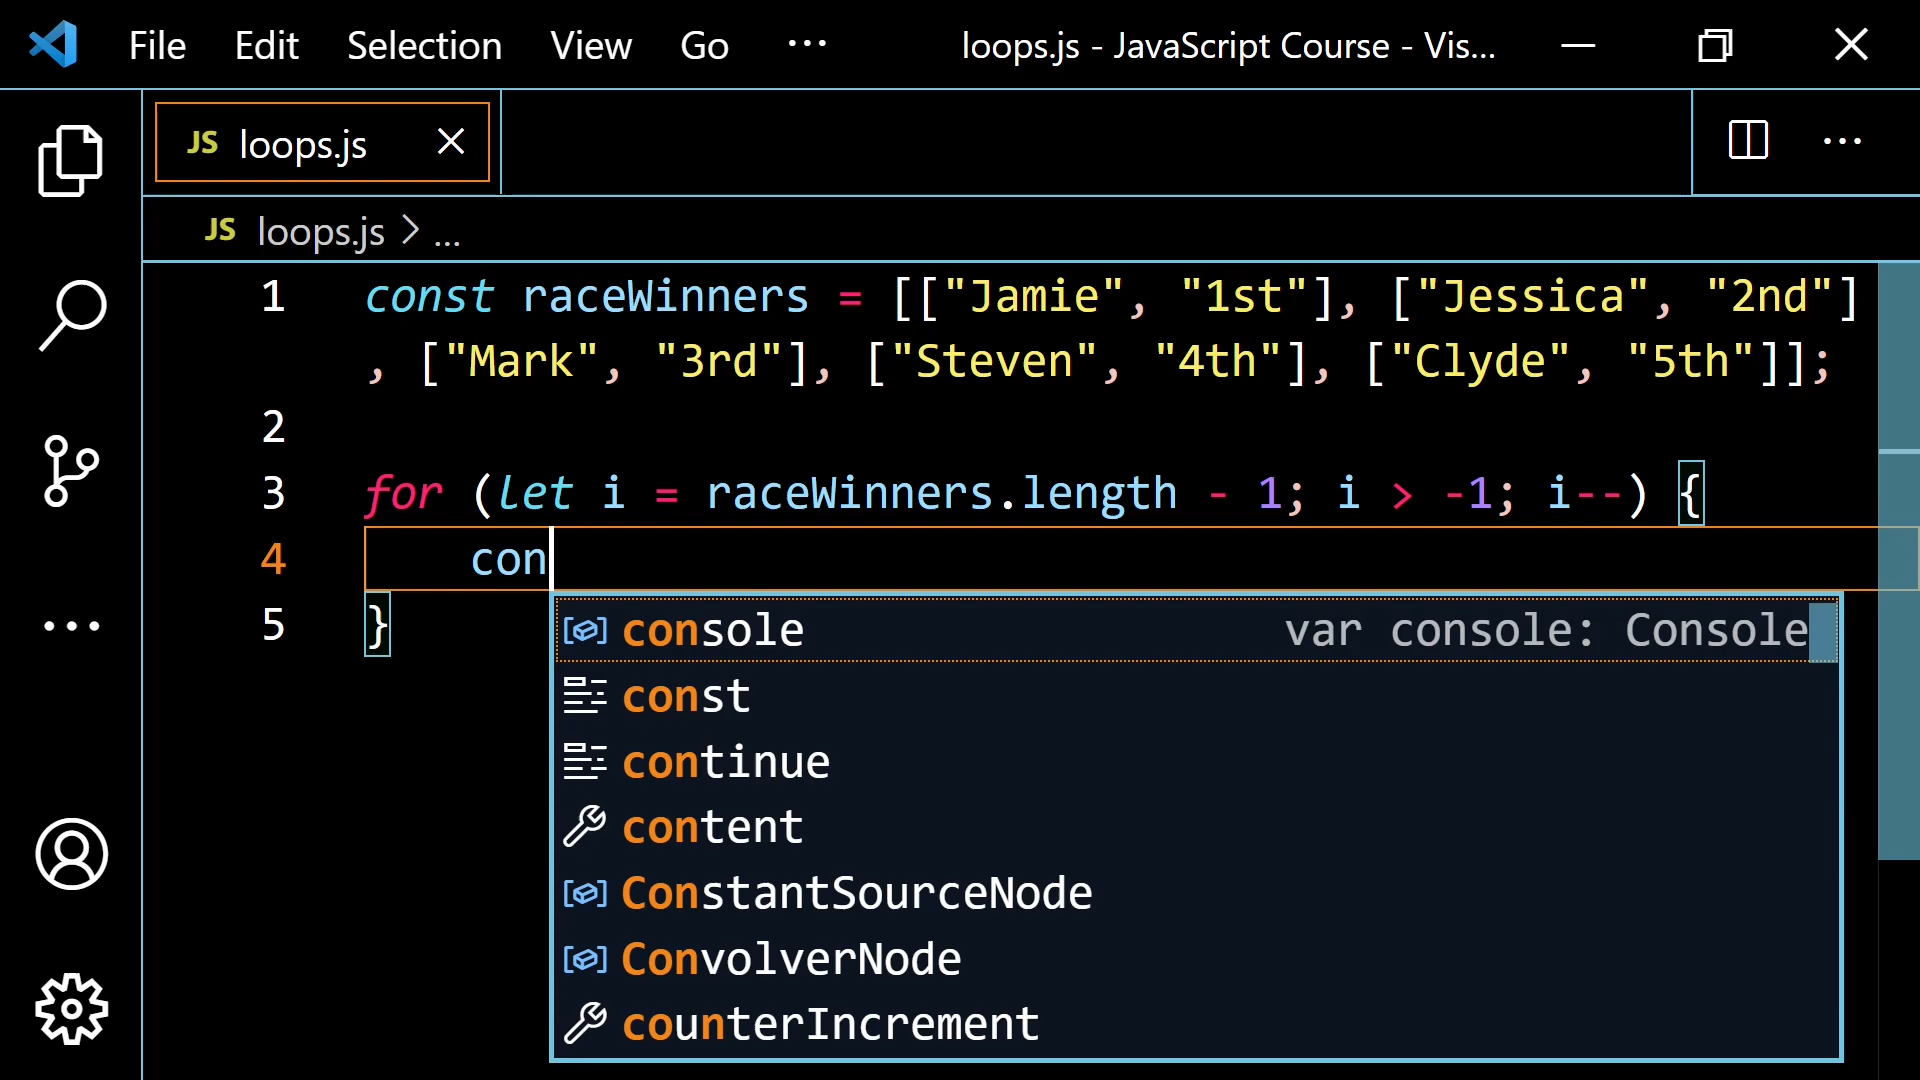 File Edit Selection View Go ··· loops.js - JavaScript Course - Vis...
JS loops.js
JS loops.js > ...
1 const raceWinners = [["Jamie", "1st"], ["Jessica", "2nd"]
, ["Mark", "3rd"], ["Steven", "4th"], ["Clyde", "5th"]];
2
3 for (let i = raceWinners.length - 1; i > -1; i--) {
4 con
5 }
console var console: Console
const
continue
content
ConstantSourceNode
ConvolverNode
counterIncrement